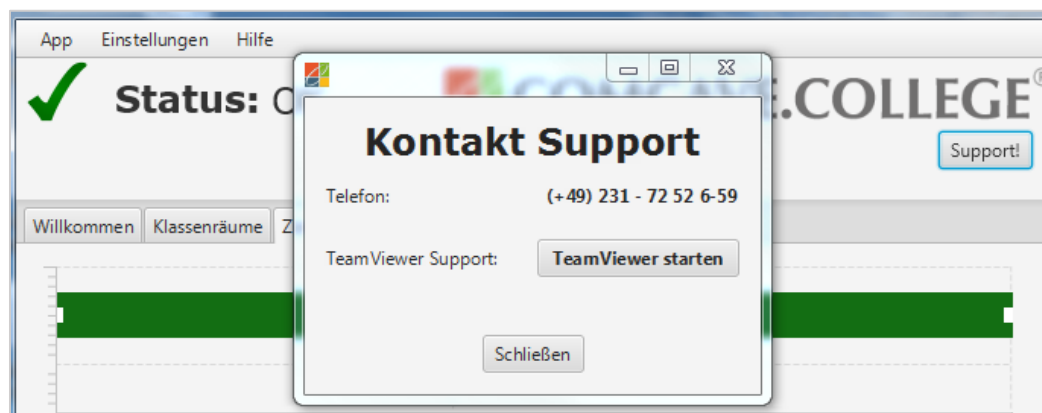 App Einstellungen Hilfe
Status:
.COLLEGE®
Support!
Kontakt Support
Telefon: (+49) 231 - 72 52 6-59
TeamViewer Support: TeamViewer starten
Schließen
Willkommen Klassenräume